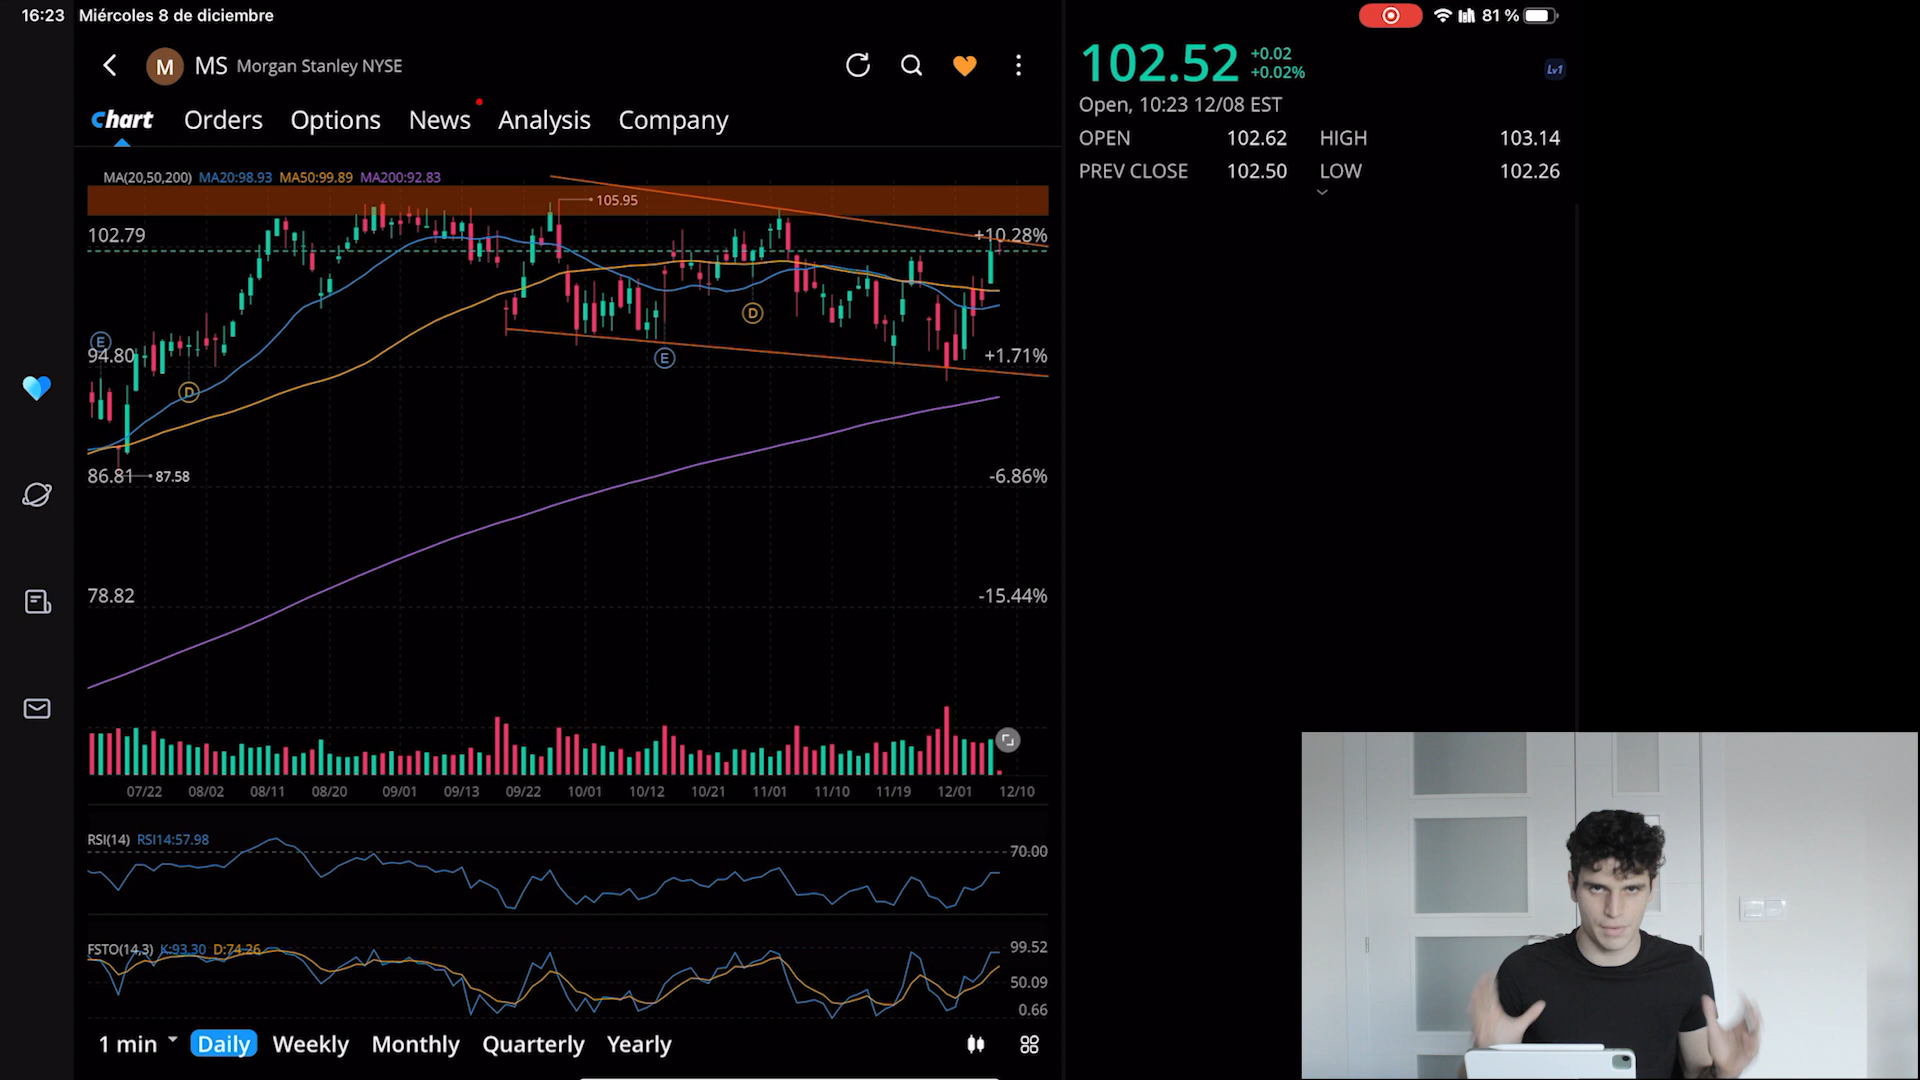 16:23 Miércoles 8 de diciembre
81 %
M MS Morgan Stanley NYSE
Chart Orders Options News Analysis Company
102.52 +0.02
+0.02%
Lv1
Open, 10:23 12/08 EST
OPEN 102.62 HIGH 103.14
PREV CLOSE 102.50 LOW 102.26
MA(20,50,200) MA20:98.93 MA50:99.89 MA200:92.83
105.95
102.79 +10.28%
D
E
E
94.80 +1.71%
D
86.81 87.58 -6.86%
78.82 -15.44%
07/22 08/02 08/11 08/20 09/01 09/13 09/22 10/01 10/12 10/21 11/01 11/10 11/19 12/01 12/10
RSI(14) RSI14:57.98
70.00
FSTO(14,3) K:93.30 D:74.26 99.52
50.09
0.66
1 min Daily Weekly Monthly Quarterly Yearly